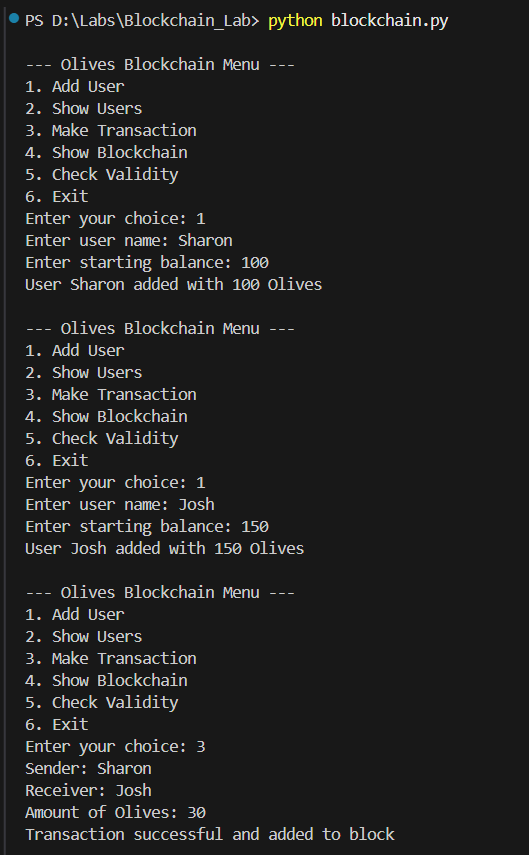 PS D:\Labs\Blockchain_Lab> python blockchain.py
--- Olives Blockchain Menu ---
1. Add User
2. Show Users
3. Make Transaction
4. Show Blockchain
5. Check Validity
6. Exit
Enter your choice: 1
Enter user name: Sharon
Enter starting balance: 100
User Sharon added with 100 Olives
--- Olives Blockchain Menu ---
1. Add User
2. Show Users
3. Make Transaction
4. Show Blockchain
5. Check Validity
6. Exit
Enter your choice: 1
Enter user name: Josh
Enter starting balance: 150
User Josh added with 150 Olives
--- Olives Blockchain Menu ---
1. Add User
2. Show Users
3. Make Transaction
4. Show Blockchain
5. Check Validity
6. Exit
Enter your choice: 3
Sender: Sharon
Receiver: Josh
Amount of Olives: 30
Transaction successful and added to block